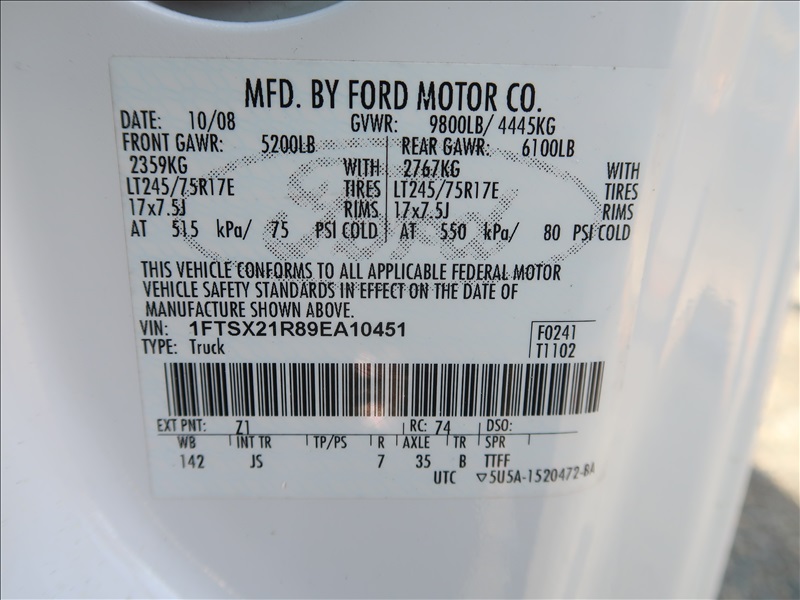 MFD. BY FORD MOTOR CO.
DATE: 10/08 GVWR: 9800LB/ 4445KG
FRONT GAWR: 5200LB REAR GAWR: 6100LB
2359KG WITH 2767KG WITH
LT245/75R17E TIRES LT245/75R17E TIRES
17x7.5J RIMS 17x7.5J RIMS
AT 515 kPa/ 75 PSI COLD AT 550 kPa/ 80 PSI COLD
THIS VEHICLE CONFORMS TO ALL APPLICABLE FEDERAL MOTOR
VEHICLE SAFETY STANDARDS IN EFFECT ON THE DATE OF
MANUFACTURE SHOWN ABOVE.
VIN: 1FTSX21R89EA10451 F0241
TYPE: Truck T1102
EXT PNT: Z1 RC: 74 DSO:
WB INT TR TP/PS R AXLE TR SPR
142 JS 7 35 B TTFF
UTC ▽5U5A-1520472-BA